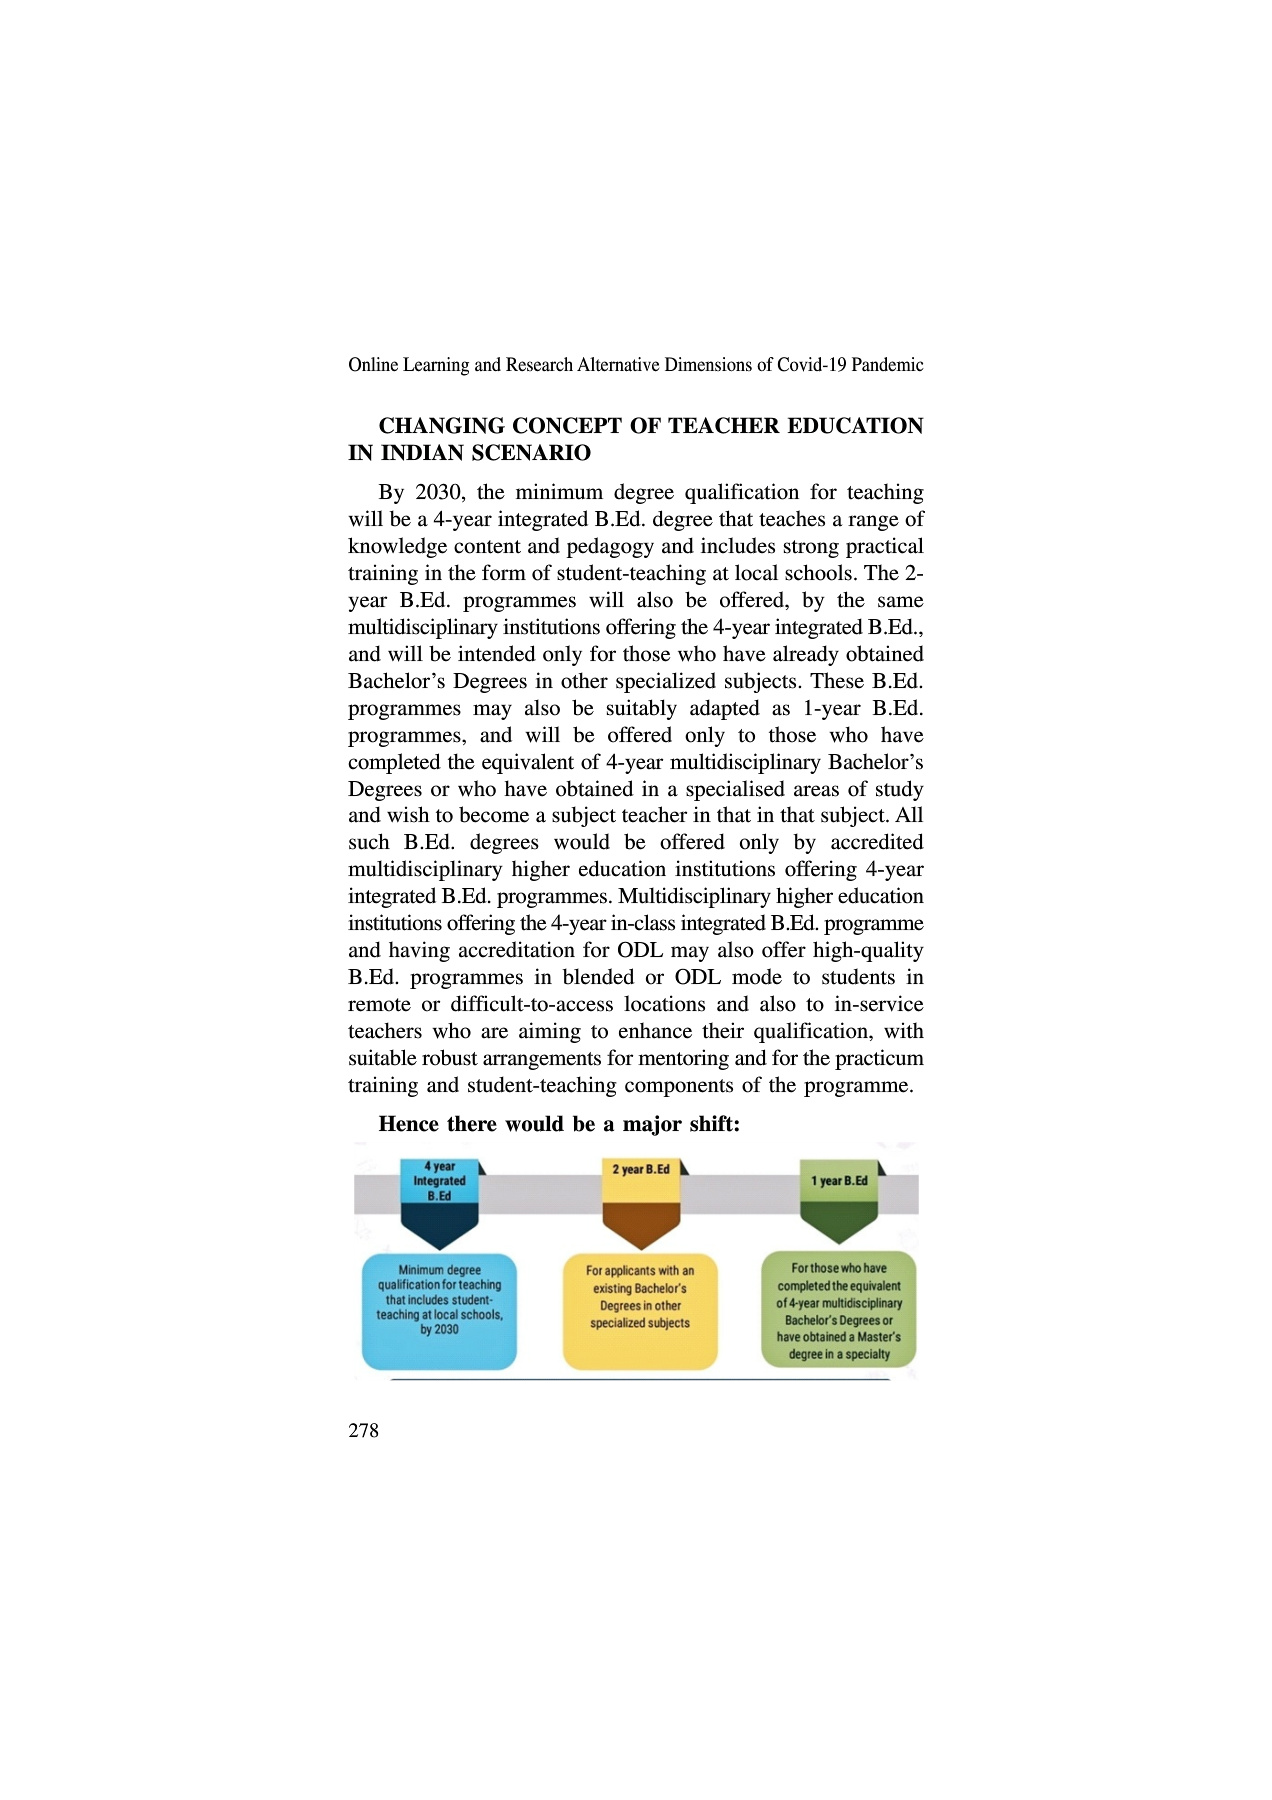 Online Learning and Research Alternative Dimensions of Covid-19 Pandemic
CHANGING CONCEPT OF TEACHER EDUCATION
IN INDIAN SCENARIO
By 2030, the minimum degree qualification for teaching
will be a 4-year integrated B.Ed. degree that teaches a range of
knowledge content and pedagogy and includes strong practical
training in the form of student-teaching at local schools. The 2-
year B.Ed. programmes will also be offered, by the same
multidisciplinary institutions offering the 4-year integrated B.Ed.,
and will be intended only for those who have already obtained
Bachelor’s Degrees in other specialized subjects. These B.Ed.
programmes may also be suitably adapted as 1-year B.Ed.
programmes, and will be offered only to those who have
completed the equivalent of 4-year multidisciplinary Bachelor’s
Degrees or who have obtained in a specialised areas of study
and wish to become a subject teacher in that in that subject. All
such B.Ed. degrees would be offered only by accredited
multidisciplinary higher education institutions offering 4-year
integrated B.Ed. programmes. Multidisciplinary higher education
institutions offering the 4-year in-class integrated B.Ed. programme
and having accreditation for ODL may also offer high-quality
B.Ed. programmes in blended or ODL mode to students in
remote or difficult-to-access locations and also to in-service
teachers who are aiming to enhance their qualification, with
suitable robust arrangements for mentoring and for the practicum
training and student-teaching components of the programme.
Hence there would be a major shift:
4 year
Integrated
B.Ed
Minimum degree
qualification for teaching
that includes student-
teaching at local schools,
by 2030
2 year B.Ed
For applicants with an
existing Bachelor's
Degrees in other
specialized subjects
1 year B.Ed
For those who have
completed the equivalent
of 4-year multidisciplinary
Bachelor's Degrees or
have obtained a Master's
degree in a specialty
278